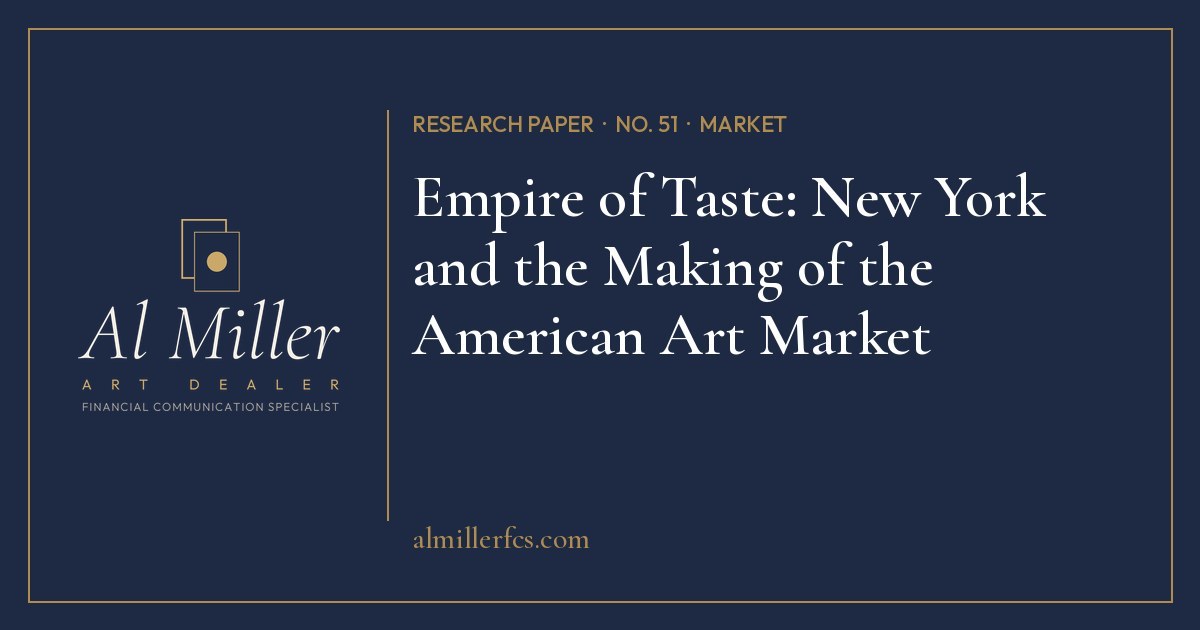 Al Miller
ART DEALER
FINANCIAL COMMUNICATION SPECIALIST
RESEARCH PAPER · NO. 51 · MARKET
Empire of Taste: New York
and the Making of the
American Art Market
almillerfcs.com